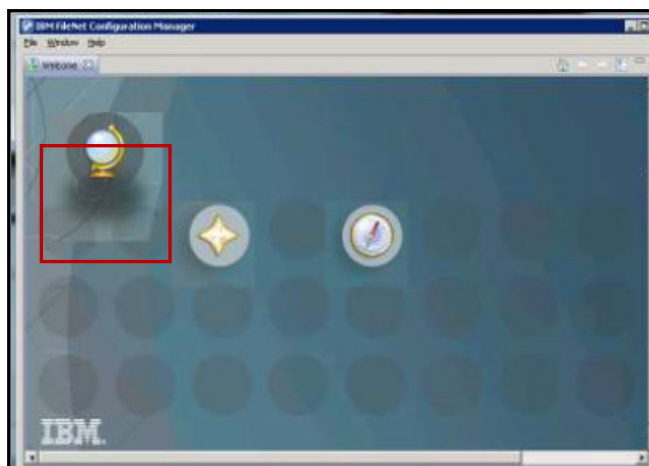 IBM FileNet Configuration Manager
File Window Help
Welcome
IBM.